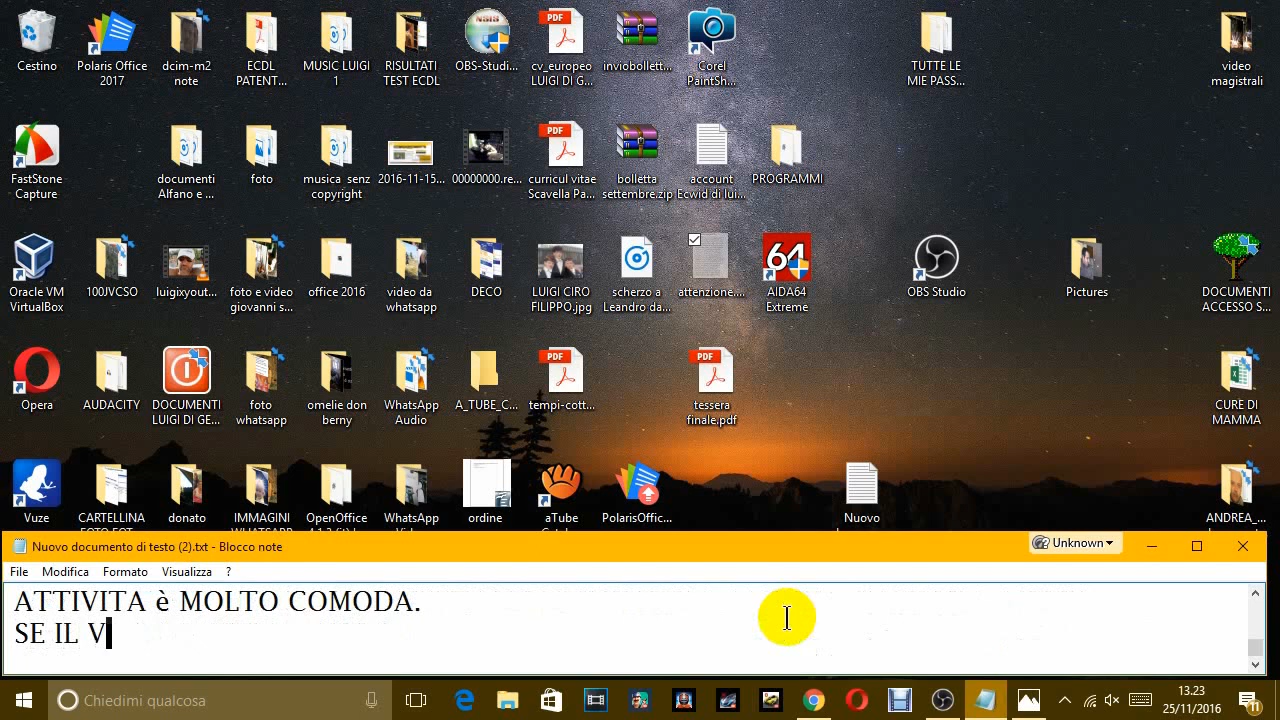 Cestino
Polaris Office 2017
dcim-m2 note
ECDL PATENT...
MUSIC LUIGI 1
RISULTATI TEST ECDL
OBS-Studi...
cv_europeo LUIGI DI G...
inviobollett...
Corel PaintSh...
TUTTE LE MIE PASS...
video magistrali
FastStone Capture
documenti Alfano e ...
foto
musica senz copyright
2016-11-15...
00000000.re...
curricul vitae Scavella Pa...
bolletta settembre.zip
account Ecwid di lui...
PROGRAMMI
Oracle VM VirtualBox
100JVCSO
luigixyout...
foto e video giovanni s...
office 2016
video da whatsapp
DECO
LUIGI CIRO FILIPPO.jpg
scherzo a Leandro da...
attenzione....
AIDA64 Extreme
OBS Studio
Pictures
DOCUMENTI ACCESSO S...
Opera
AUDACITY
DOCUMENTI LUIGI DI GE...
foto whatsapp
omelie don berny
WhatsApp Audio
A_TUBE_C...
tempi-cott...
tessera finale.pdf
CURE DI MAMMA
Vuze
CARTELLINA
donato
IMMAGINI
OpenOffice
WhatsApp
ordine
aTube
PolarisOffic...
Nuovo
ANDREA_...
Nuovo documento di testo (2).txt - Blocco note
Unknown
File Modifica Formato Visualizza ?
ATTIVITA è MOLTO COMODA.
SE IL V
Chiedimi qualcosa
13.23
25/11/2016
11